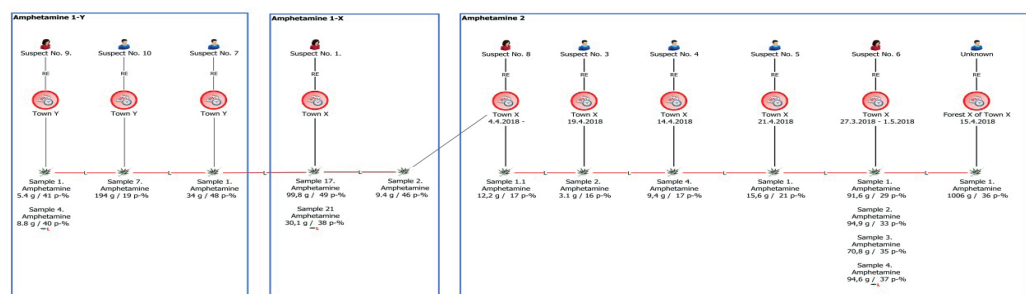 Amphetamine 1-Y
Suspect No. 9.
Suspect No. 10
Suspect No. 7
RE
RE
RE
Town Y
Town Y
Town Y
L
L
L
Sample 1.
Amphetamine
5.4 g / 41 p-%
Sample 4.
Amphetamine
8.8 g / 40 p-%
Sample 7.
Amphetamine
194 g / 19 p-%
Sample 1.
Amphetamine
34 g / 48 p-%
Amphetamine 1-X
Suspect No. 1.
RE
Town X
L
Sample 17.
Amphetamine
99,8 g / 49 p-%
Sample 21
Amphetamine
30,1 g / 38 p-%
Sample 2.
Amphetamine
9.4 g / 46 p-%
Amphetamine 2
Suspect No. 8
Suspect No. 3
Suspect No. 4
Suspect No. 5
Suspect No. 6
Unknown
RE
RE
RE
RE
RE
RE
Town X
4.4.2018 -
Town X
19.4.2018
Town X
14.4.2018
Town X
21.4.2018
Town X
27.3.2018 - 1.5.2018
Forest X of Town X
15.4.2018
L
L
L
L
L
Sample 1.1
Amphetamine
12,2 g / 17 p-%
Sample 2.
Amphetamine
3.1 g / 16 p-%
Sample 4.
Amphetamine
9,4 g / 17 p-%
Sample 1.
Amphetamine
15,6 g / 21 p-%
Sample 1.
Amphetamine
91,6 g / 29 p-%
Sample 2.
Amphetamine
94,9 g / 33 p-%
Sample 3.
Amphetamine
70,8 g / 35 p-%
Sample 4.
Amphetamine
94,6 g / 37 p-%
Sample 1.
Amphetamine
1006 g / 36 p-%